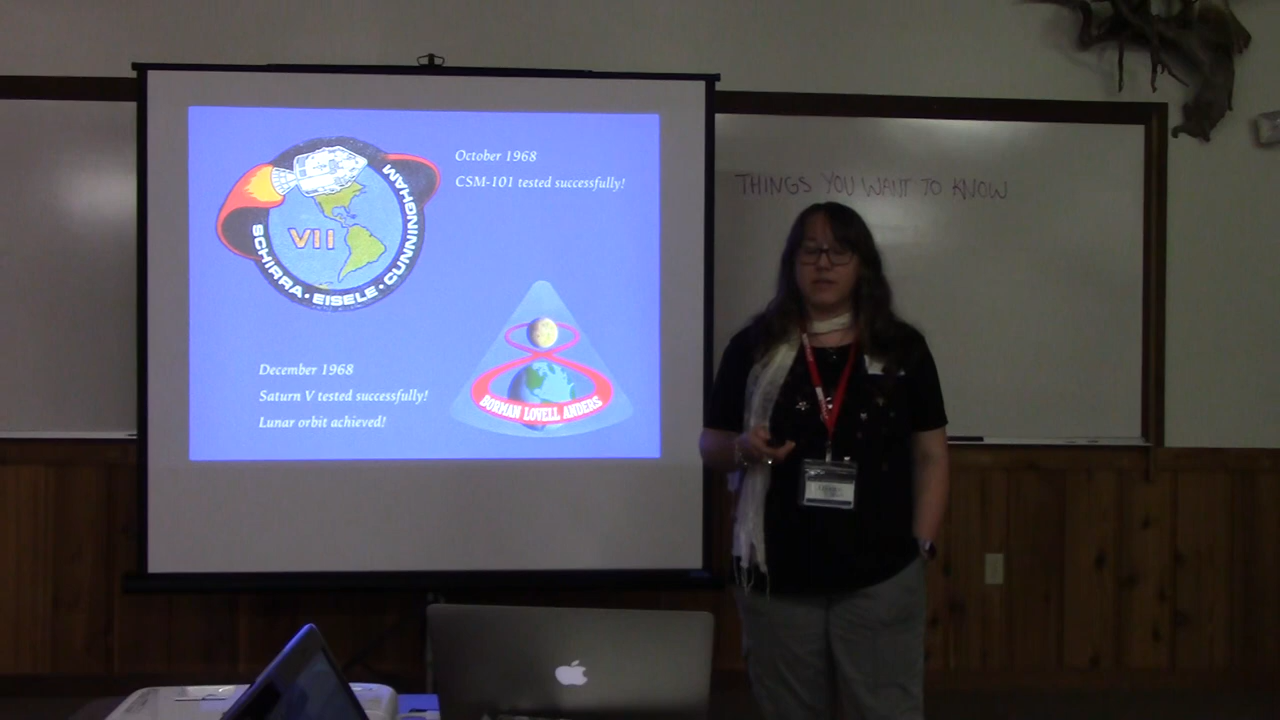 October 1968
CSM-101 tested successfully!
VII
SCHIRRA • EISELE • CUNNINGHAM
December 1968
Saturn V tested successfully!
Lunar orbit achieved!
BORMAN LOVELL ANDERS
THINGS YOU WANT TO KNOW